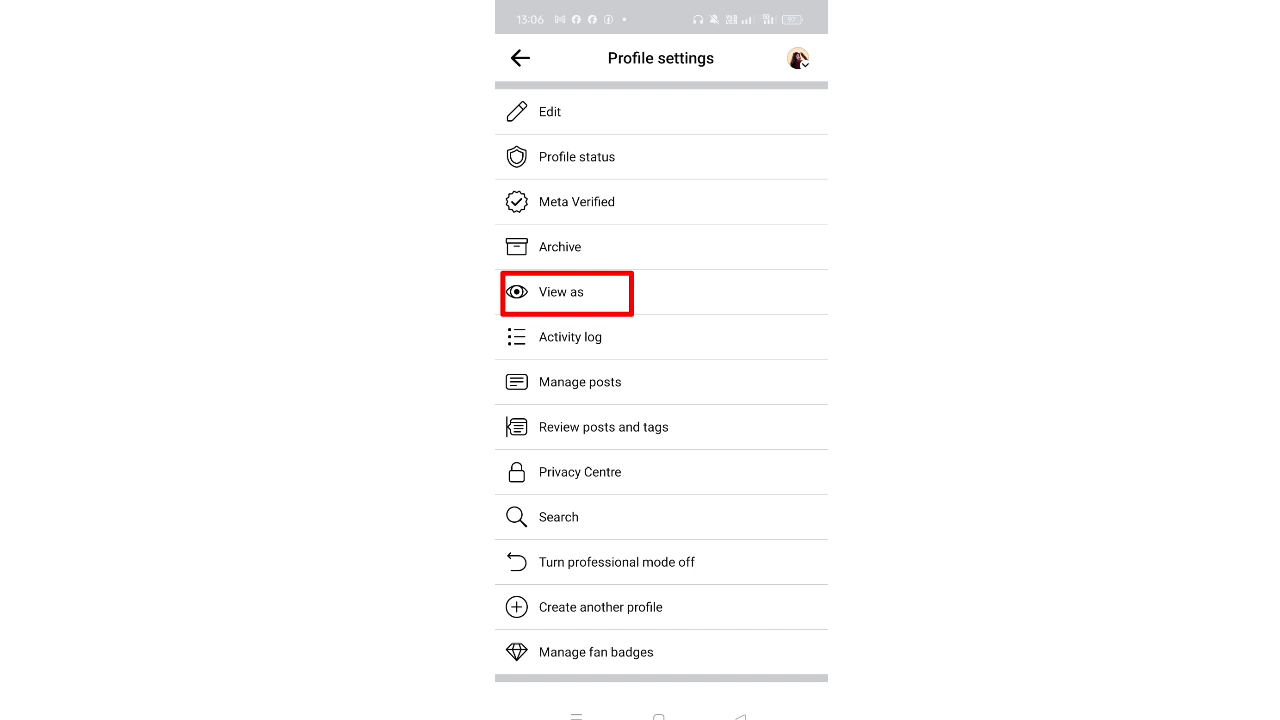 13:06
97
Profile settings
Edit
Profile status
Meta Verified
Archive
View as
Activity log
Manage posts
Review posts and tags
Privacy Centre
Search
Turn professional mode off
Create another profile
Manage fan badges